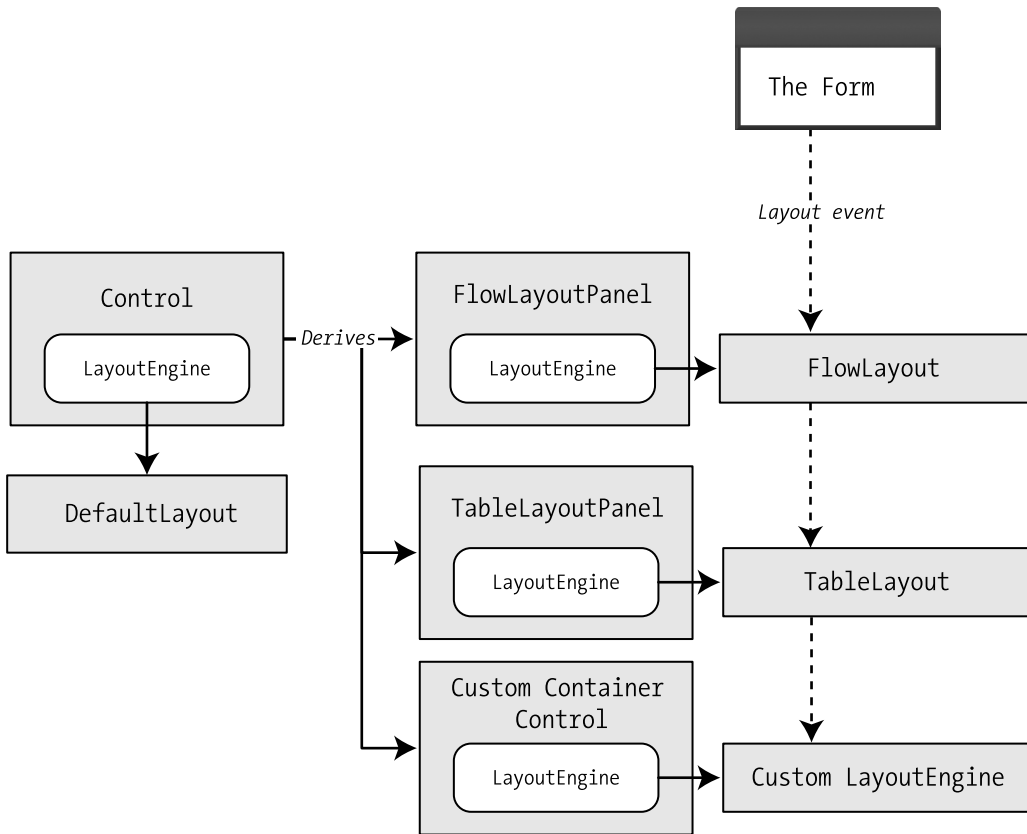 The Form
Layout event
Control
LayoutEngine
DefaultLayout
Derives
FlowLayoutPanel
LayoutEngine
FlowLayout
TableLayoutPanel
LayoutEngine
TableLayout
Custom Container
Control
LayoutEngine
Custom LayoutEngine